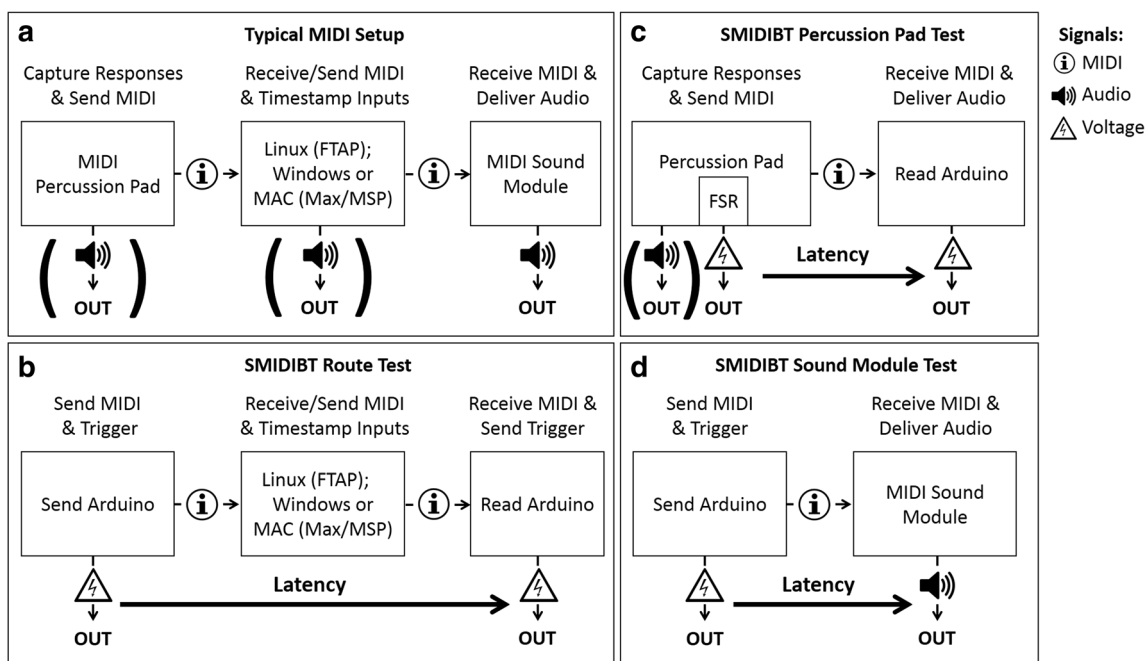 a
Typical MIDI Setup
Capture Responses
& Send MIDI
Receive/Send MIDI
& Timestamp Inputs
Receive MIDI &
Deliver Audio
MIDI
Percussion Pad
i
Linux (FTAP);
Windows or
MAC (Max/MSP)
i
MIDI Sound
Module
( OUT )
( OUT )
OUT
b
SMIDIBT Route Test
Send MIDI
& Trigger
Receive/Send MIDI
& Timestamp Inputs
Receive MIDI &
Send Trigger
Send Arduino
i
Linux (FTAP);
Windows or
MAC (Max/MSP)
i
Read Arduino
Latency
OUT
OUT
c
SMIDIBT Percussion Pad Test
Capture Responses
& Send MIDI
Receive MIDI &
Deliver Audio
Percussion Pad
FSR
i
Read Arduino
Latency
( OUT )
OUT
OUT
d
SMIDIBT Sound Module Test
Send MIDI
& Trigger
Receive MIDI &
Deliver Audio
Send Arduino
i
MIDI Sound
Module
Latency
OUT
OUT
Signals:
i MIDI
Audio
Voltage